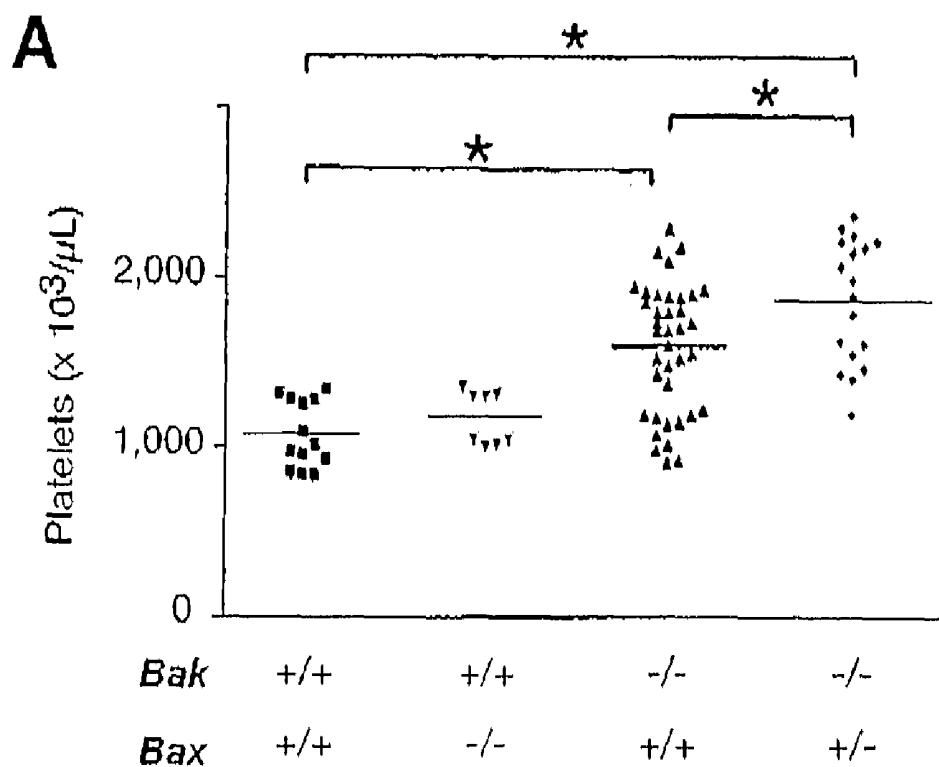 A
*
*
*
Platelets (x 10³/μL)
2,000
1,000
0
Bak +/+ +/+ -/- -/-
Bax +/+ -/- +/+ +/-